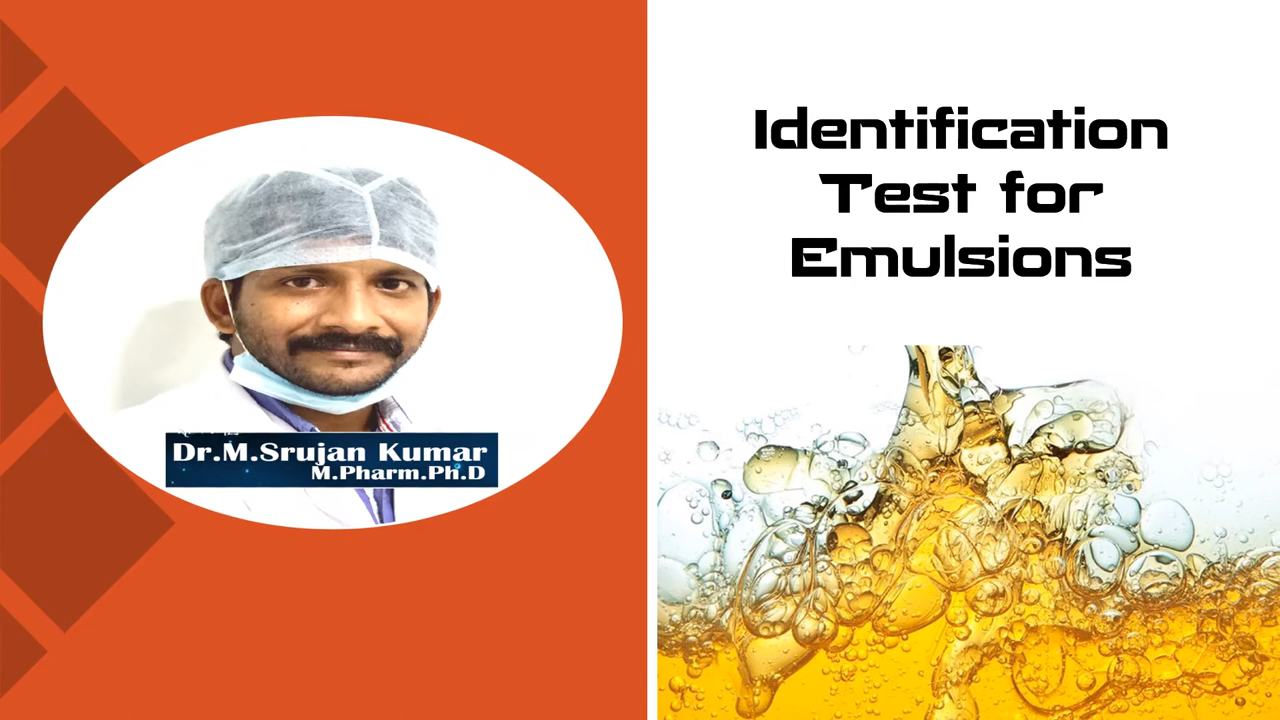 Identification
Test for
Emulsions
Dr.M.Srujan Kumar
M.Pharm.Ph.D